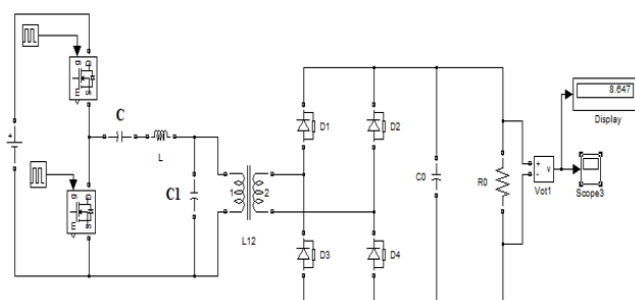 g
D
E
S
C
L
C1
g
D
E
S
1
2
L12
D1
D2
D3
D4
C0
R0
+
-
v
Vot1
8.647
Display
Scope3